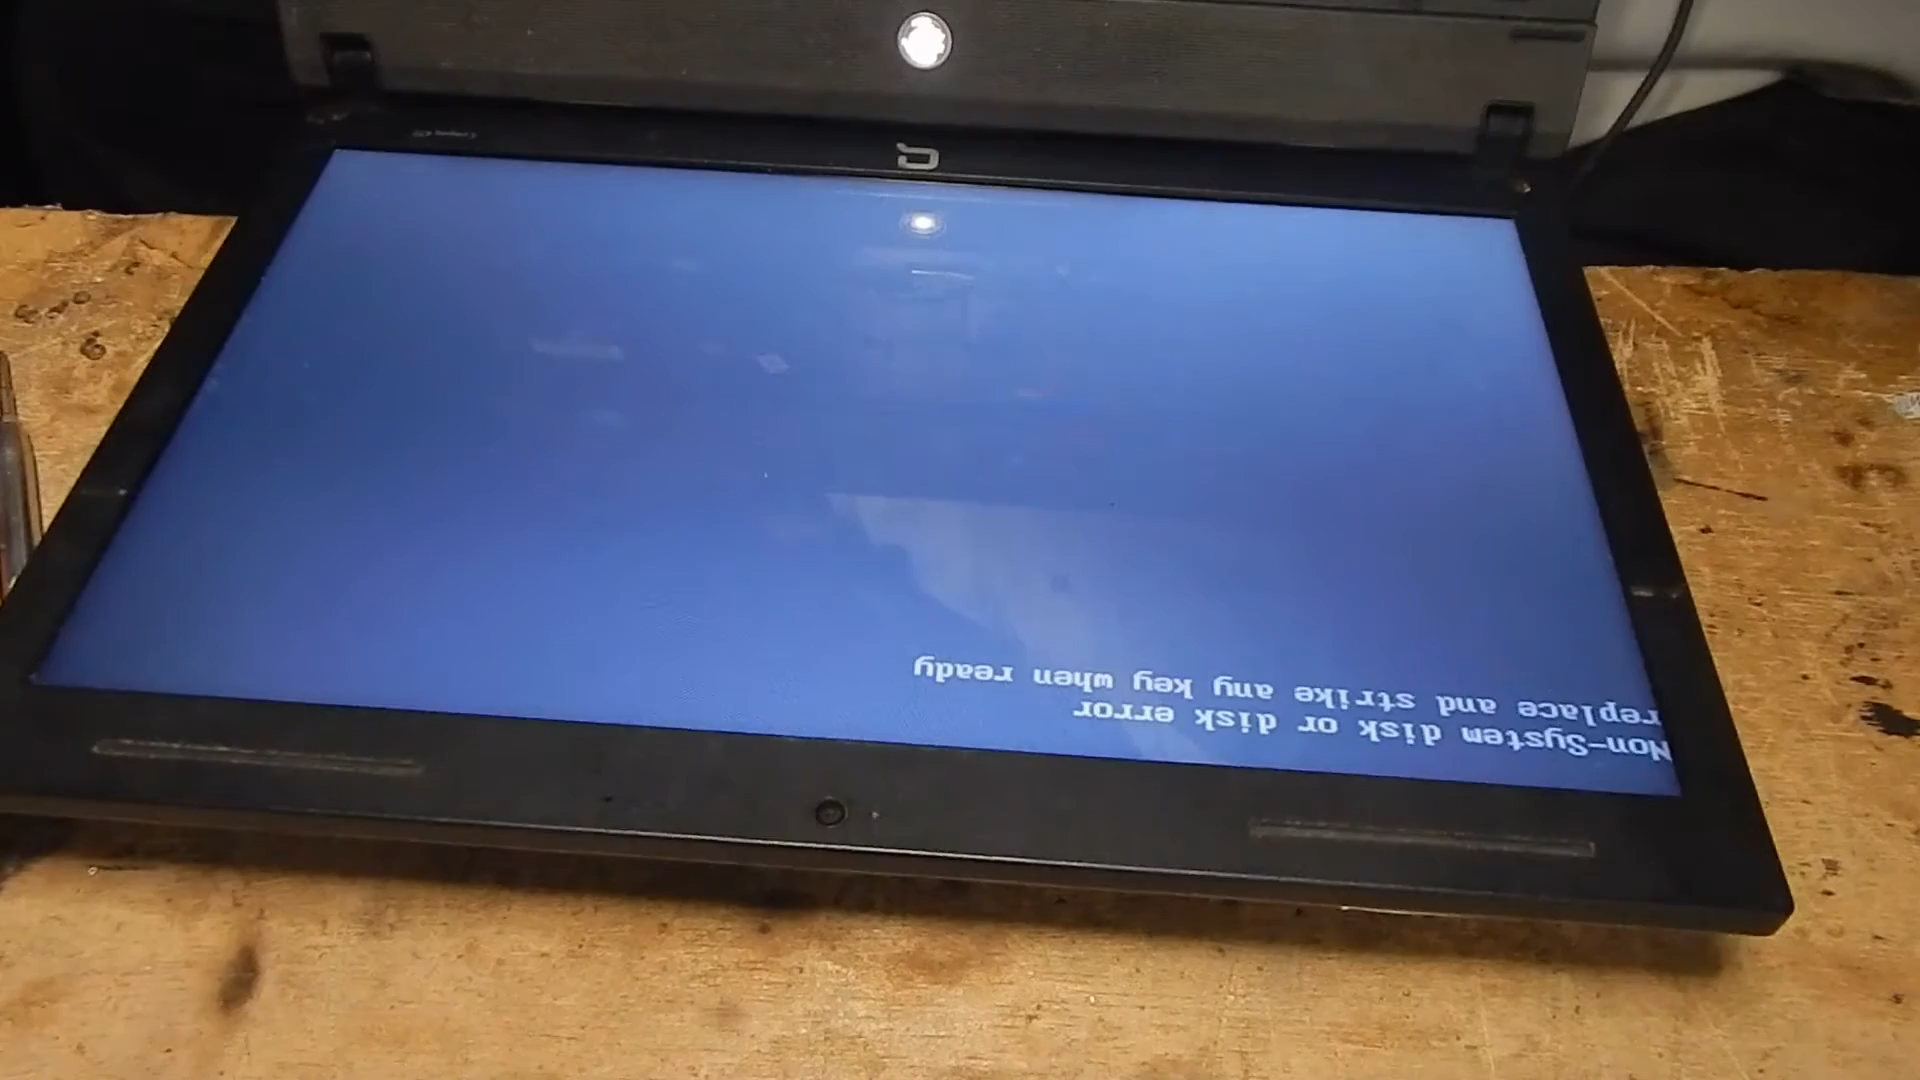 Non-System disk or disk error
replace and strike any key when ready